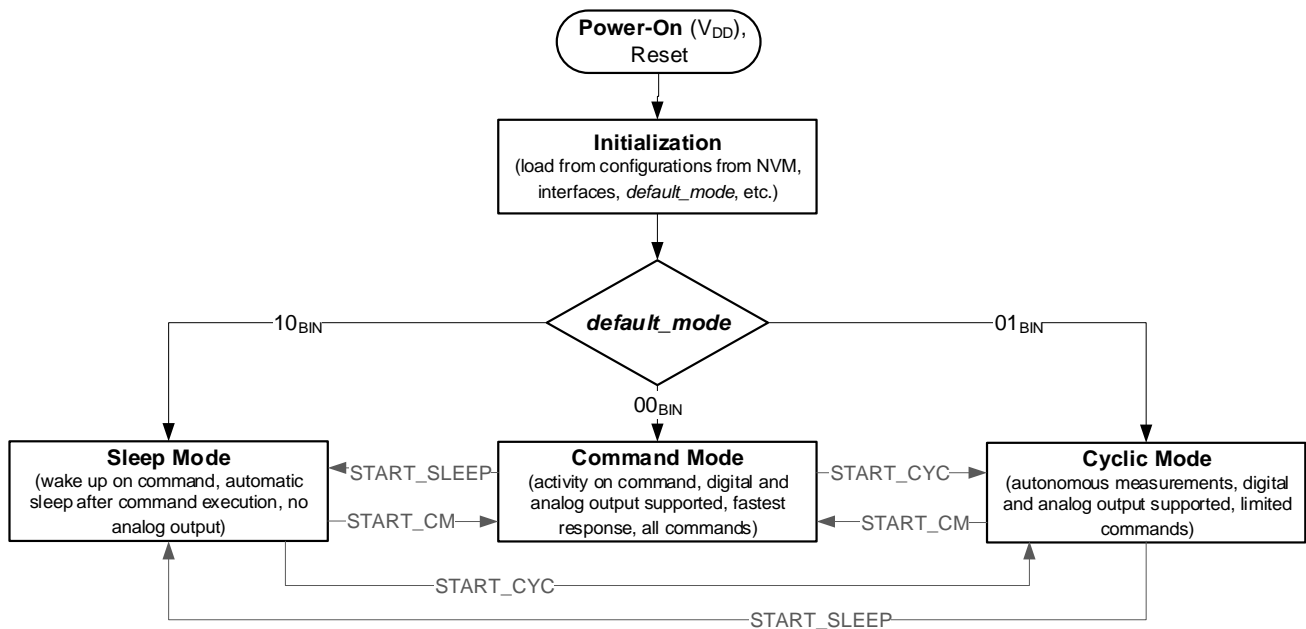 Power-On (VDD),
Reset
Initialization
(load from configurations from NVM,
interfaces, default_mode, etc.)
default_mode
10BIN
01BIN
00BIN
Sleep Mode
(wake up on command, automatic
sleep after command execution, no
analog output)
START_SLEEP
START_CM
Command Mode
(activity on command, digital and
analog output supported, fastest
response, all commands)
START_CYC
START_CM
Cyclic Mode
(autonomous measurements, digital
and analog output supported, limited
commands)
START_CYC
START_SLEEP